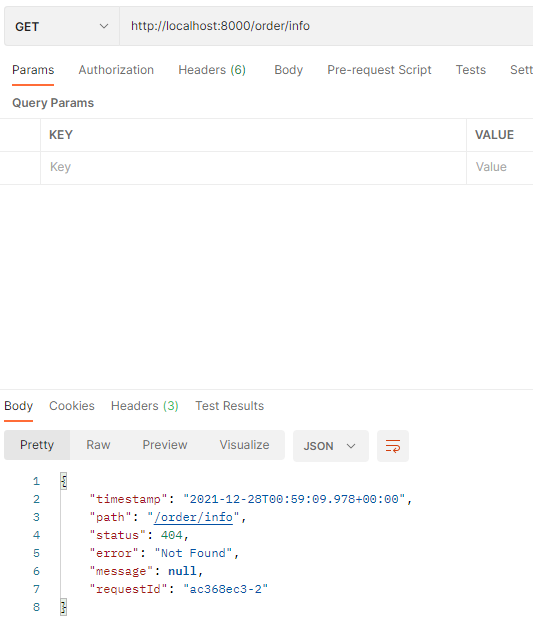 GET http://localhost:8000/order/info
Params Authorization Headers (6) Body Pre-request Script Tests Sett
Query Params
KEY VALUE
Key Value
Body Cookies Headers (3) Test Results
Pretty Raw Preview Visualize JSON
1 {
2 "timestamp": "2021-12-28T00:59:09.978+00:00",
3 "path": "/order/info",
4 "status": 404,
5 "error": "Not Found",
6 "message": null,
7 "requestId": "ac368ec3-2"
8 }